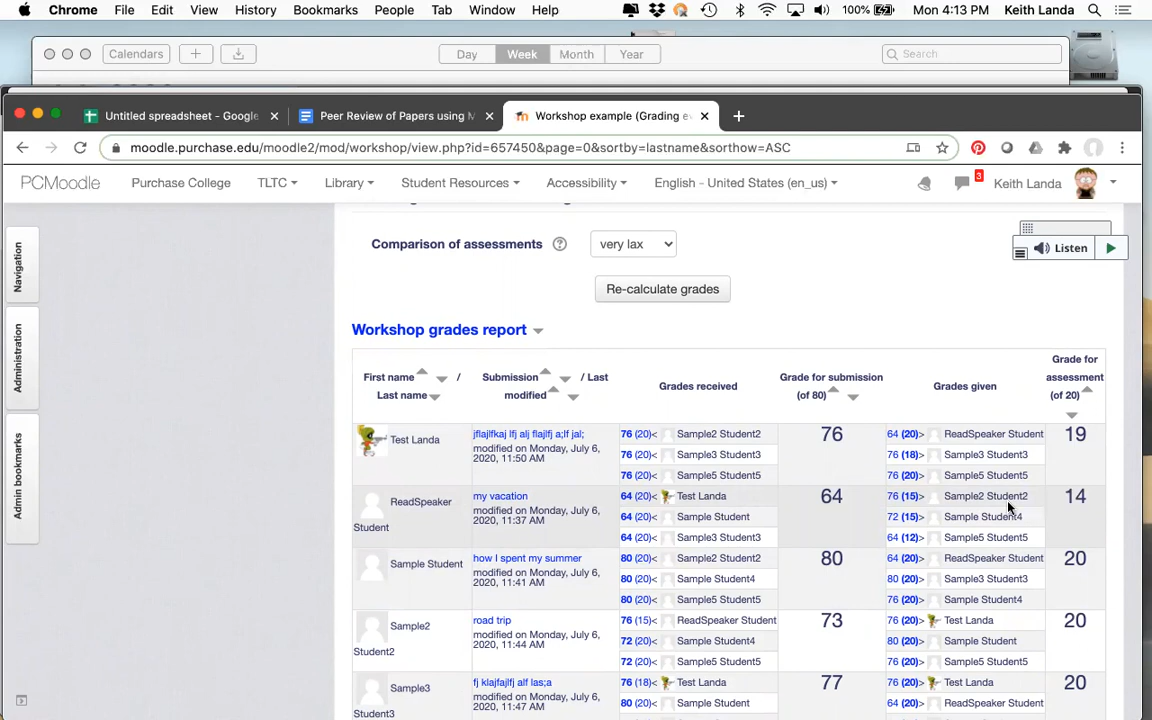 Chrome File Edit View History Bookmarks People Tab Window Help 100% Mon 4:13 PM Keith Landa
Calendars + Day Week Month Year Search
Untitled spreadsheet - Google Peer Review of Papers using M Workshop example (Grading ev
moodle.purchase.edu/moodle2/mod/workshop/view.php?id=657450&page=0&sortby=lastname&sorthow=ASC
PCMoodle Purchase College TLTC Library Student Resources Accessibility English - United States (en_us) 3 Keith Landa
Navigation
Administration
Admin bookmarks
Comparison of assessments very lax
Listen
Re-calculate grades
Workshop grades report
First name / Last name
Submission / Last modified
Grades received
Grade for submission (of 80)
Grades given
Grade for assessment (of 20)
Test Landa
jflajlfkaj lfj alj flajlfj a;lf jal;
modified on Monday, July 6, 2020, 11:50 AM
76 (20)< Sample2 Student2
76 (20)< Sample3 Student3
76 (20)< Sample5 Student5
76
64 (20)> ReadSpeaker Student
76 (18)> Sample3 Student3
76 (20)> Sample5 Student5
19
ReadSpeaker Student
my vacation
modified on Monday, July 6, 2020, 11:37 AM
64 (20)< Test Landa
64 (20)< Sample Student
64 (20)< Sample3 Student3
64
76 (15)> Sample2 Student2
72 (15)> Sample Student4
64 (12)> Sample5 Student5
14
Sample Student
how I spent my summer
modified on Monday, July 6, 2020, 11:41 AM
80 (20)< Sample2 Student2
80 (20)< Sample Student4
80 (20)< Sample5 Student5
80
64 (20)> ReadSpeaker Student
80 (20)> Sample3 Student3
76 (20)> Sample Student4
20
Sample2 Student2
road trip
modified on Monday, July 6, 2020, 11:44 AM
76 (15)< ReadSpeaker Student
72 (20)< Sample Student4
72 (20)< Sample5 Student5
73
76 (20)> Test Landa
80 (20)> Sample Student
76 (20)> Sample5 Student5
20
Sample3 Student3
fj klajfajlfj alf las;a
modified on Monday, July 6, 2020, 11:47 AM
76 (18)< Test Landa
80 (20)< Sample Student
77
76 (20)> Test Landa
64 (20)> ReadSpeaker Student
20